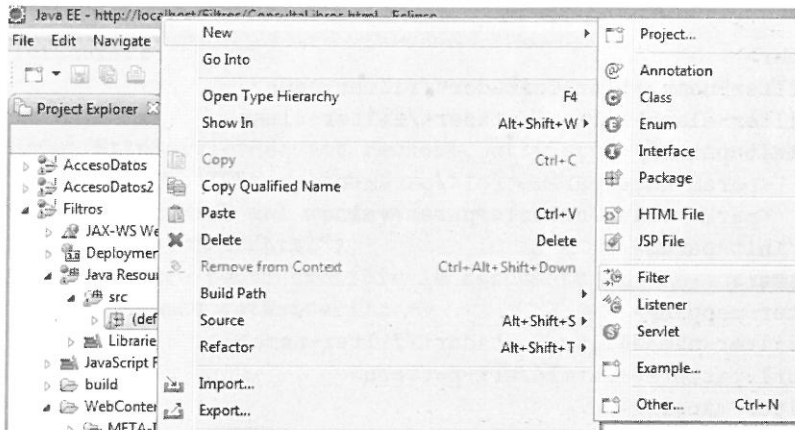 Java EE - http://localhost/Filtros/ConsultaLibros.html - Eclipse
File Edit Navigate
Project Explorer
AccesoDatos
AccesoDatos2
Filtros
JAX-WS We
Deploymen
Java Resour
src
(def
Librarie
JavaScript R
build
WebConter
META-I
New
Go Into
Open Type Hierarchy F4
Show In Alt+Shift+W
Copy Ctrl+C
Copy Qualified Name
Paste Ctrl+V
Delete Delete
Remove from Context Ctrl+Alt+Shift+Down
Build Path
Source Alt+Shift+S
Refactor Alt+Shift+T
Import...
Export...
Project...
Annotation
Class
Enum
Interface
Package
HTML File
JSP File
Filter
Listener
Servlet
Example...
Other... Ctrl+N